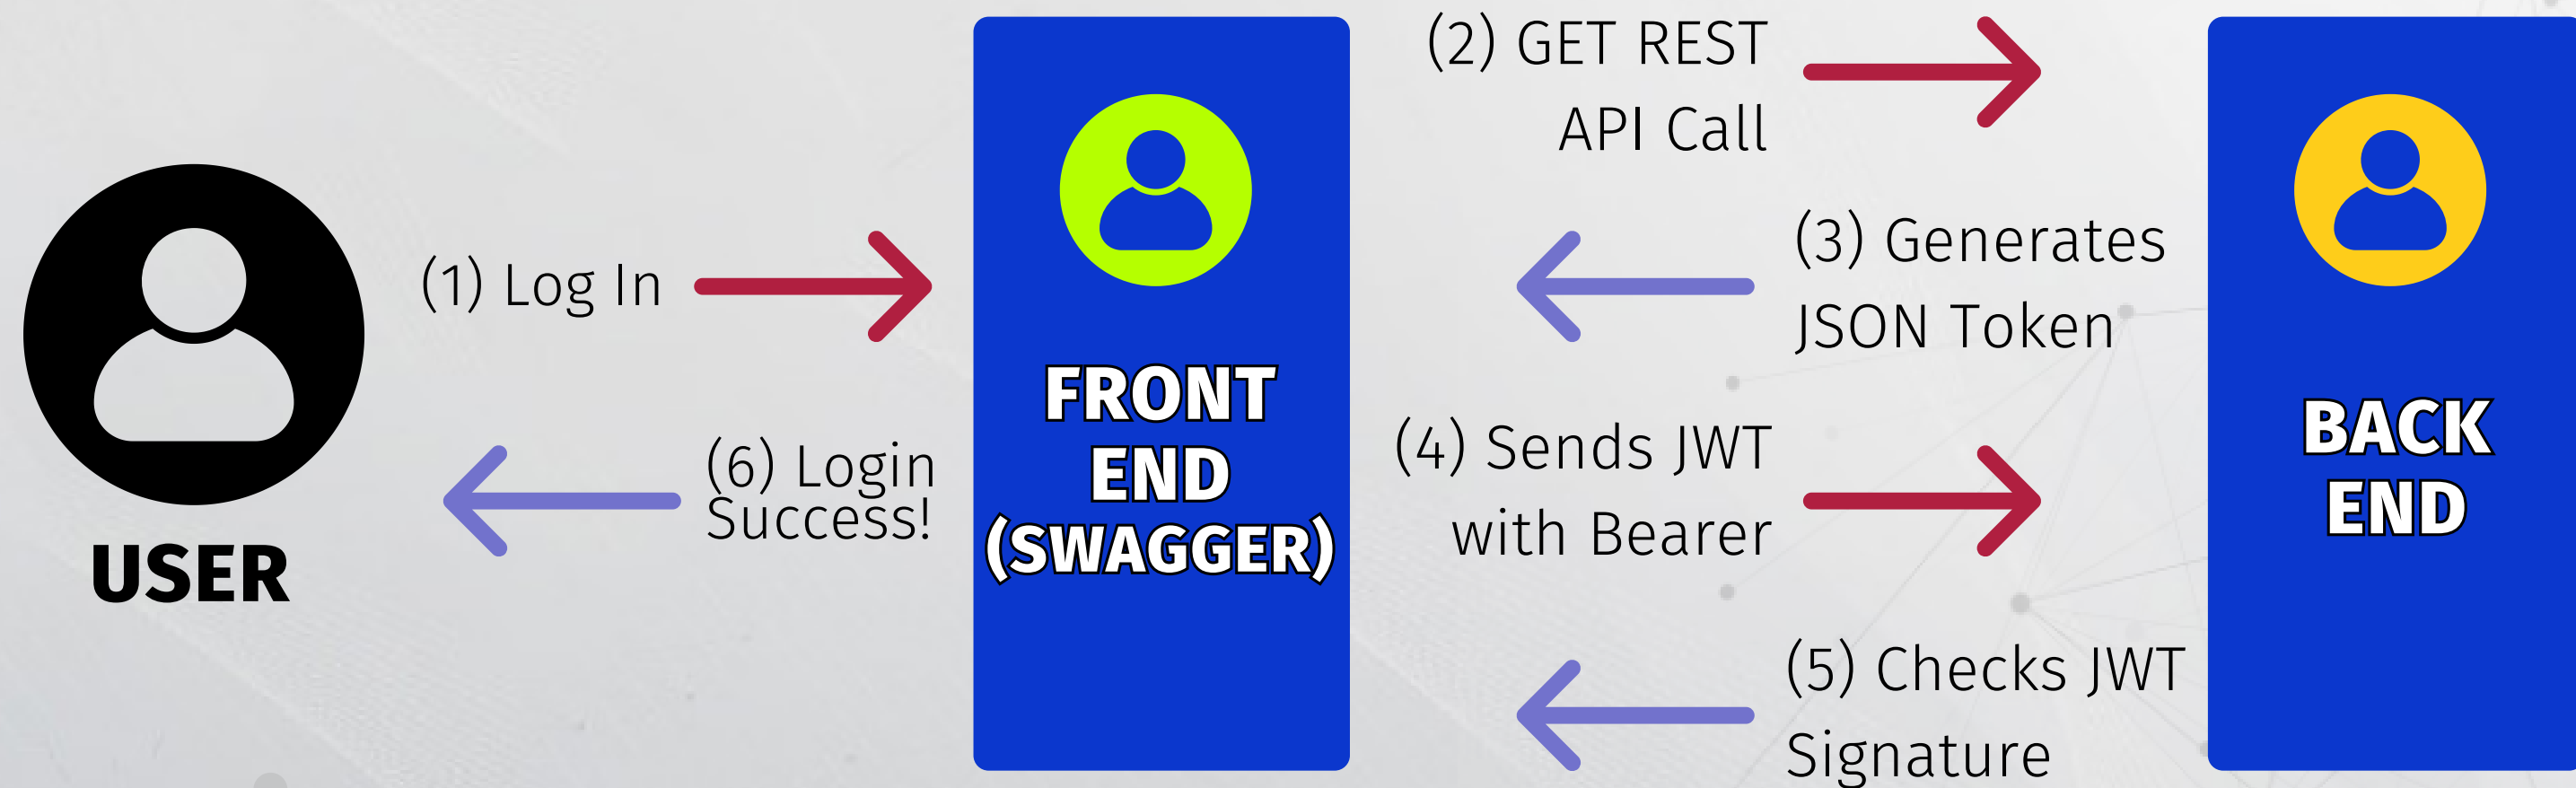 USER
(1) Log In
(6) Login
Success!
FRONT
END
(SWAGGER)
(2) GET REST
API Call
(3) Generates
JSON Token
(4) Sends JWT
with Bearer
(5) Checks JWT
Signature
BACK
END